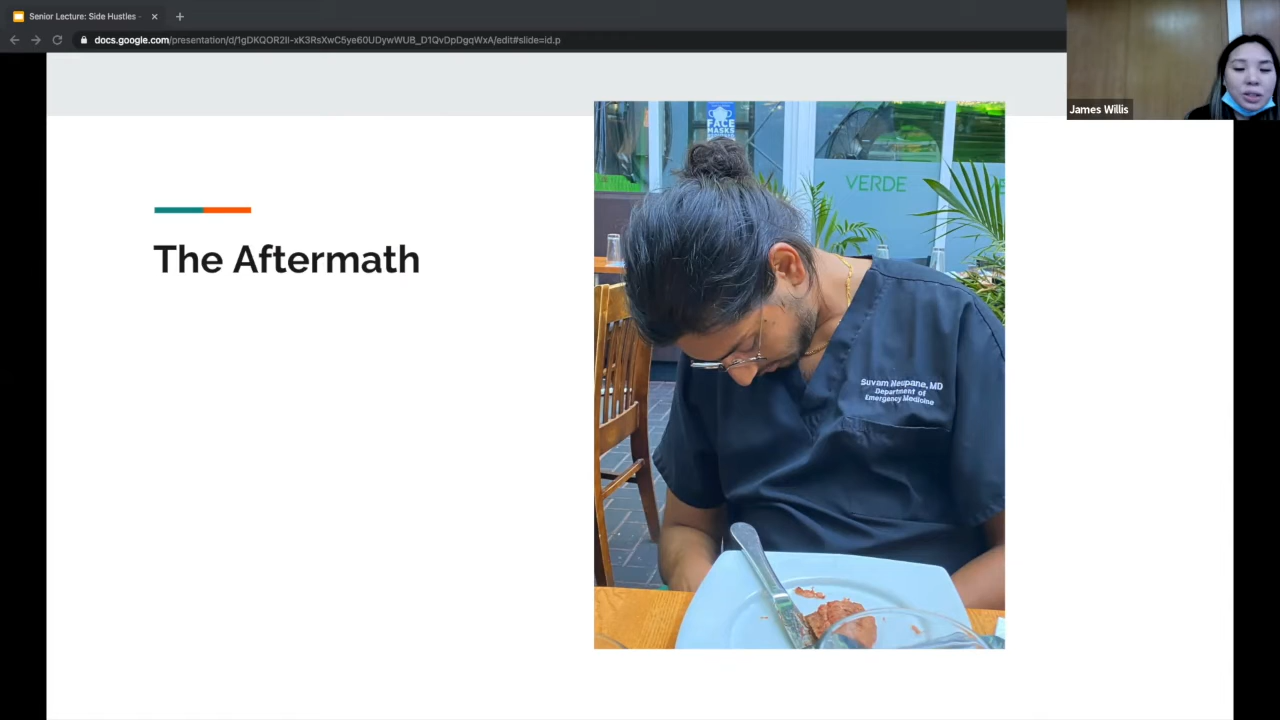 Senior Lecture: Side Hustles -
docs.google.com/presentation/d/1gDKQOR2Il-xK3RsXwC5ye60UDywWUB_D1QvDpDgqWxA/edit#slide=id.p
James Willis
The Aftermath
FACE
MASKS
VERDE
Suvam Neupane, MD
Department of
Emergency Medicine